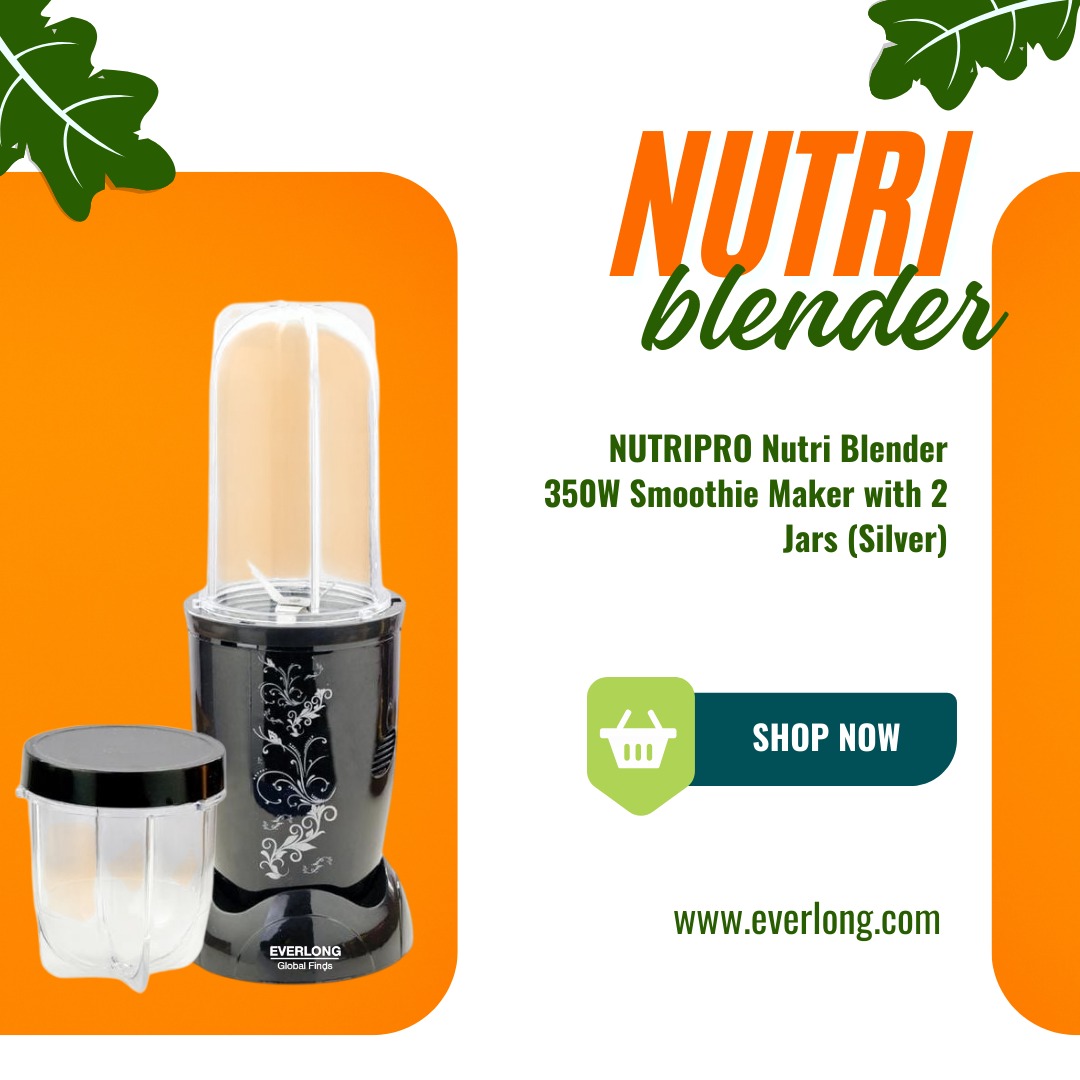 NUTRI
blender
NUTRIPRO Nutri Blender
350W Smoothie Maker with 2
Jars (Silver)
SHOP NOW
www.everlong.com
EVERLONG
Global Finds